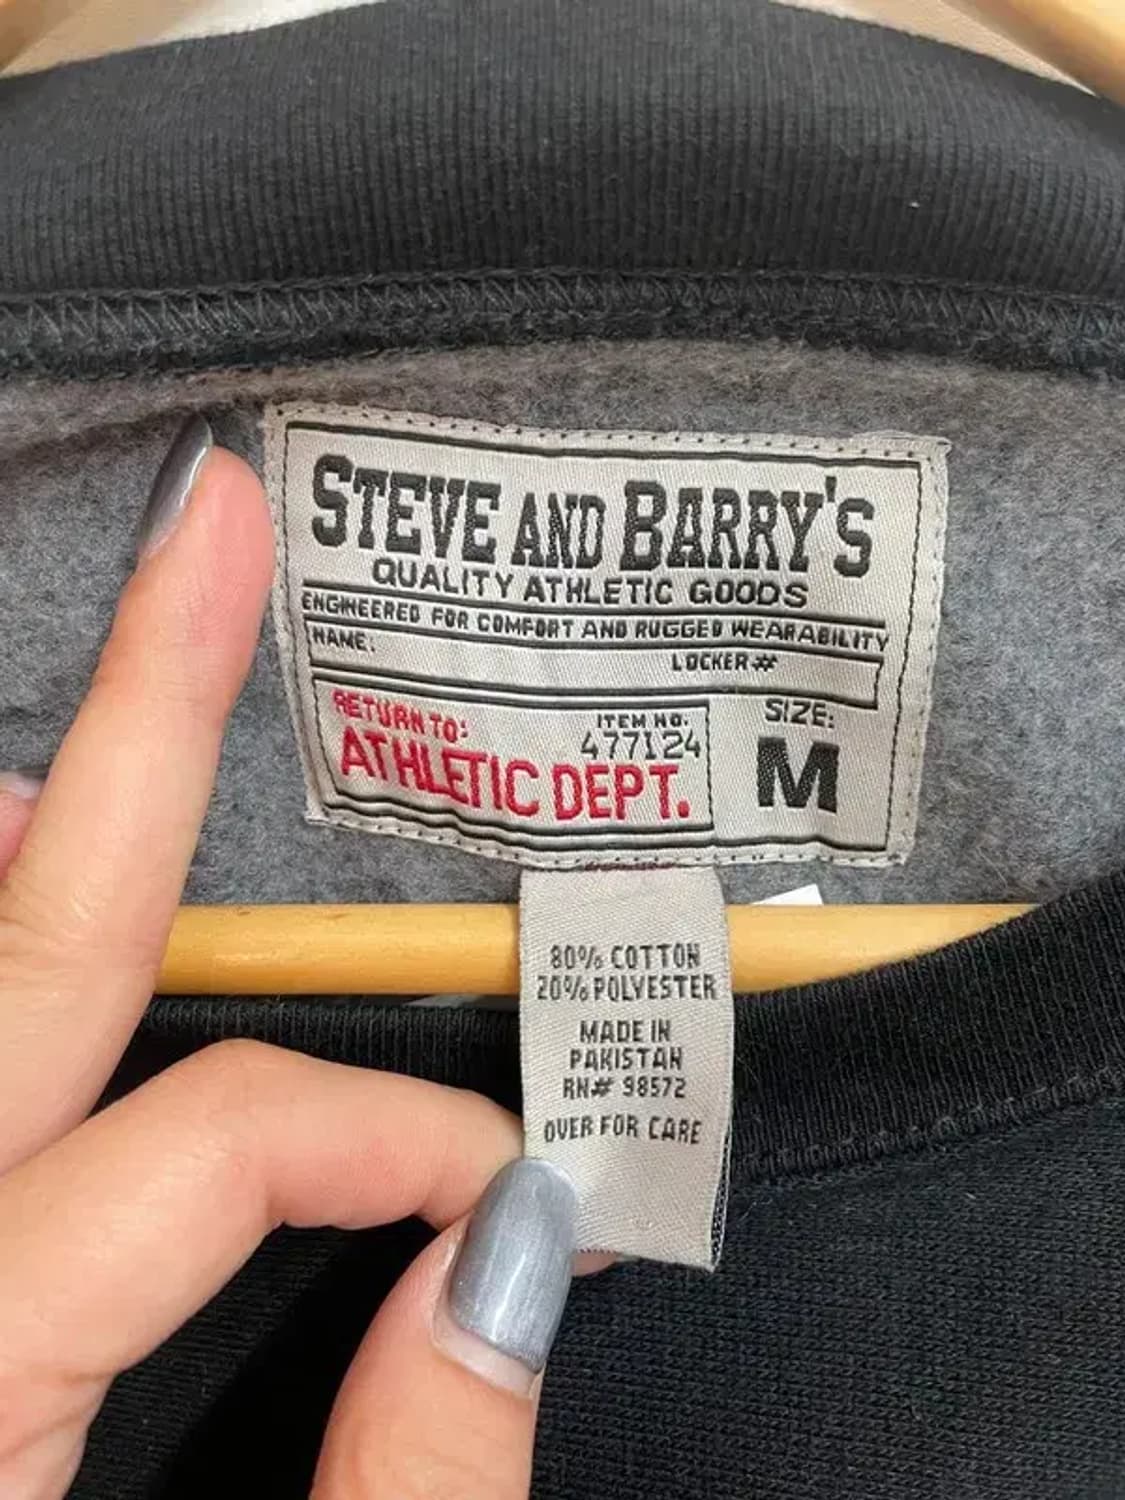 STEVE AND BARRY'S
QUALITY ATHLETIC GOODS
ENGINEERED FOR COMFORT AND RUGGED WEARABILITY
NAME:
LOCKER#
RETURN TO:
ATHLETIC DEPT.
ITEM NO.
477124
SIZE:
M
80% COTTON
20% POLYESTER
MADE IN
PAKISTAN
RN# 98572
OVER FOR CARE